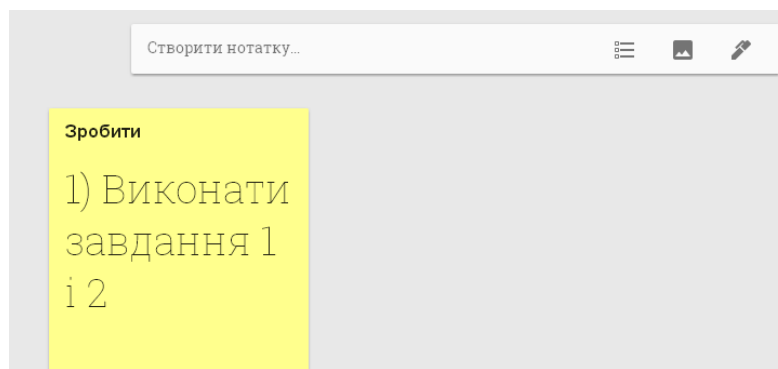 Створити нотатку...
Зробити
1) Виконати
завдання 1
і 2